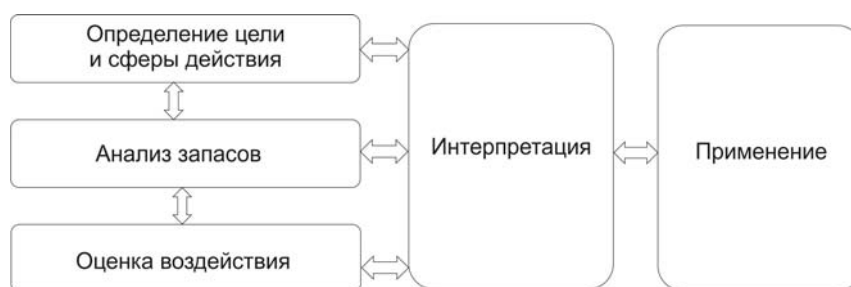 Определение цели
и сферы действия
Анализ запасов
Оценка воздействия
Интерпретация
Применение